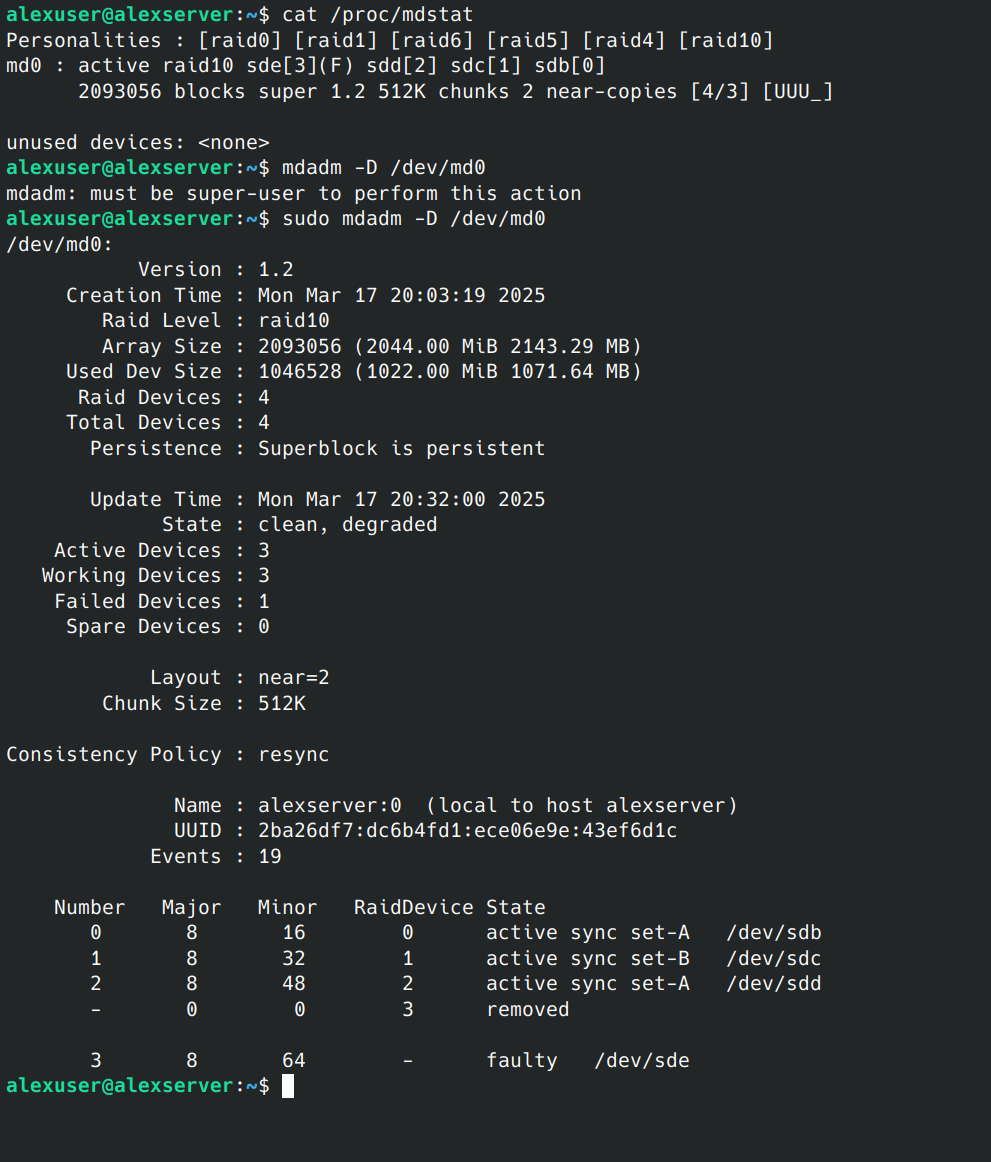 alexuser@alexserver:~$ cat /proc/mdstat
Personalities : [raid0] [raid1] [raid6] [raid5] [raid4] [raid10]
md0 : active raid10 sde[3](F) sdd[2] sdc[1] sdb[0]
      2093056 blocks super 1.2 512K chunks 2 near-copies [4/3] [UUU_]

unused devices: <none>
alexuser@alexserver:~$ mdadm -D /dev/md0
mdadm: must be super-user to perform this action
alexuser@alexserver:~$ sudo mdadm -D /dev/md0
/dev/md0:
           Version : 1.2
     Creation Time : Mon Mar 17 20:03:19 2025
        Raid Level : raid10
        Array Size : 2093056 (2044.00 MiB 2143.29 MB)
     Used Dev Size : 1046528 (1022.00 MiB 1071.64 MB)
      Raid Devices : 4
     Total Devices : 4
       Persistence : Superblock is persistent

       Update Time : Mon Mar 17 20:32:00 2025
             State : clean, degraded
    Active Devices : 3
   Working Devices : 3
    Failed Devices : 1
     Spare Devices : 0

            Layout : near=2
        Chunk Size : 512K

Consistency Policy : resync

              Name : alexserver:0  (local to host alexserver)
              UUID : 2ba26df7:dc6b4fd1:ece06e9e:43ef6d1c
            Events : 19

    Number   Major   Minor   RaidDevice State
       0       8       16        0      active sync set-A   /dev/sdb
       1       8       32        1      active sync set-B   /dev/sdc
       2       8       48        2      active sync set-A   /dev/sdd
       -       0        0        3      removed

       3       8       64        -      faulty   /dev/sde
alexuser@alexserver:~$